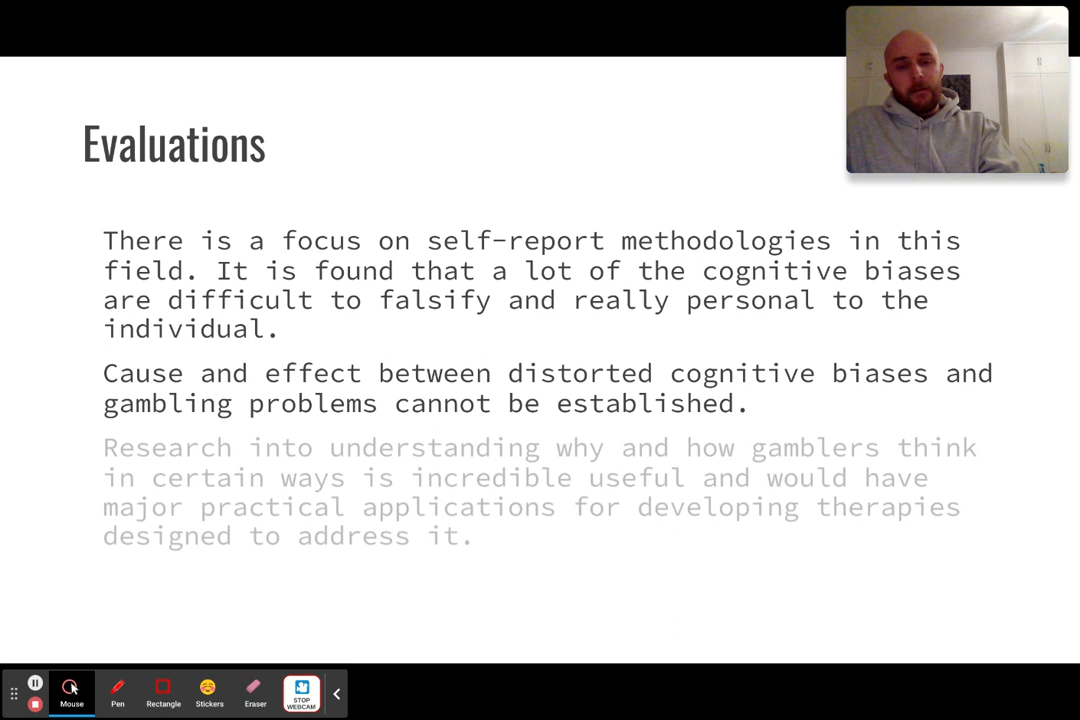 Evaluations
There is a focus on self-report methodologies in this
field. It is found that a lot of the cognitive biases
are difficult to falsify and really personal to the
individual.
Cause and effect between distorted cognitive biases and
gambling problems cannot be established.
Research into understanding why and how gamblers think
in certain ways is incredible useful and would have
major practical applications for developing therapies
designed to address it.
Mouse
Pen
Rectangle
Stickers
Eraser
STOP
WEBCAM